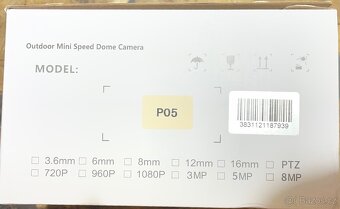 Outdoor Mini Speed Dome Camera
MODEL:
P05
3831121187939
3.6mm 6mm 8mm 12mm 16mm PTZ
720P 960P 1080P 3MP 5MP 8MP